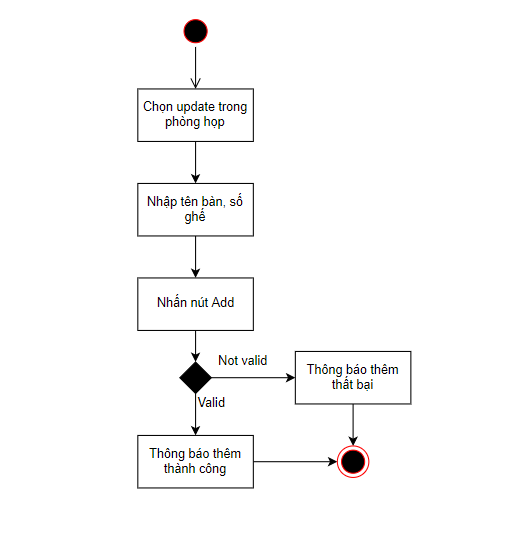 Chọn update trong
phòng họp
Nhập tên bàn, số
ghế
Nhấn nút Add
Not valid
Thông báo thêm
thất bại
Valid
Thông báo thêm
thành công